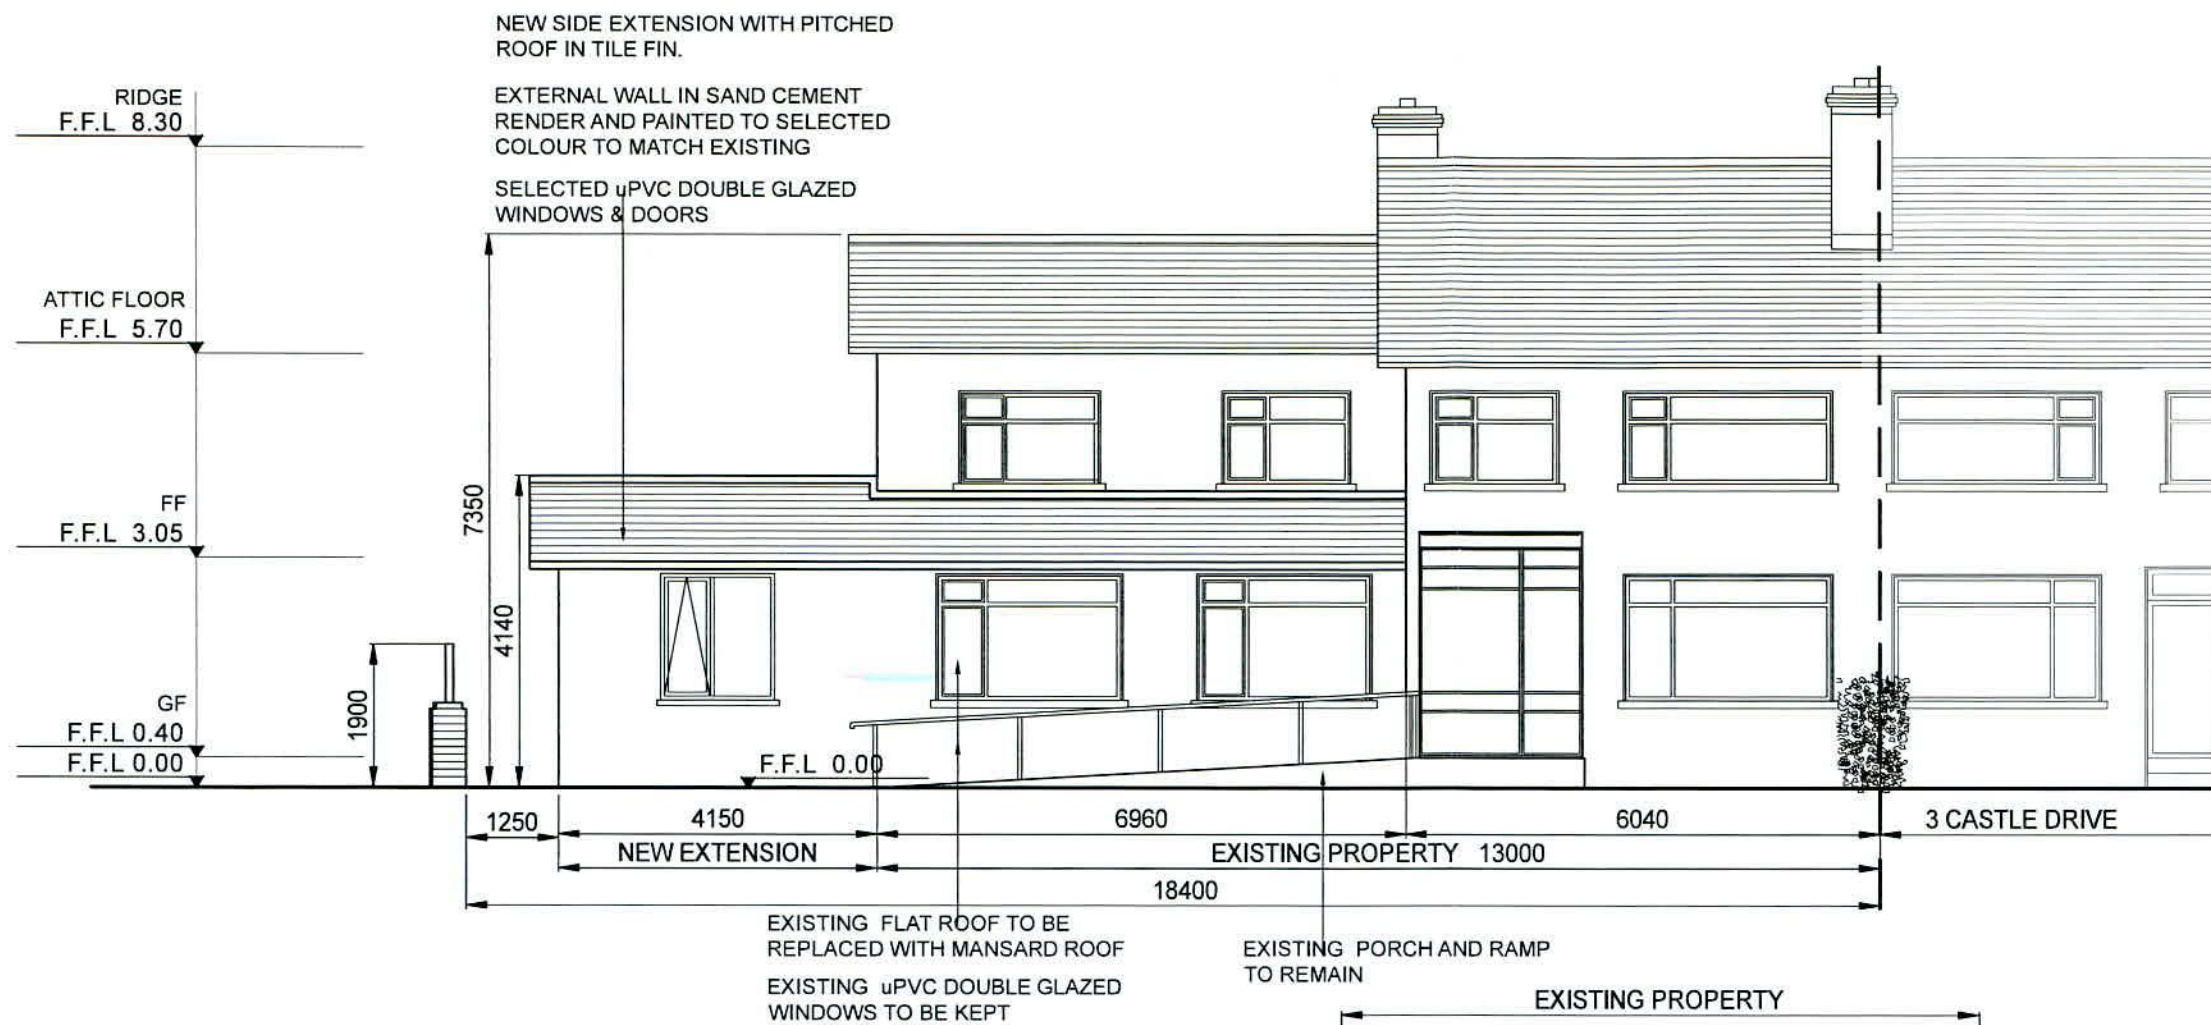 NEW SIDE EXTENSION WITH PITCHED
ROOF IN TILE FIN.
EXTERNAL WALL IN SAND CEMENT
RENDER AND PAINTED TO SELECTED
COLOUR TO MATCH EXISTING
SELECTED uPVC DOUBLE GLAZED
WINDOWS & DOORS
RIDGE
F.F.L 8.30
ATTIC FLOOR
F.F.L 5.70
FF
F.F.L 3.05
GF
F.F.L 0.40
F.F.L 0.00
1900
7350
4140
F.F.L 0.00
1250
4150
6960
6040
3 CASTLE DRIVE
NEW EXTENSION
EXISTING PROPERTY 13000
18400
EXISTING FLAT ROOF TO BE
REPLACED WITH MANSARD ROOF
EXISTING uPVC DOUBLE GLAZED
WINDOWS TO BE KEPT
EXISTING PORCH AND RAMP
TO REMAIN
EXISTING PROPERTY